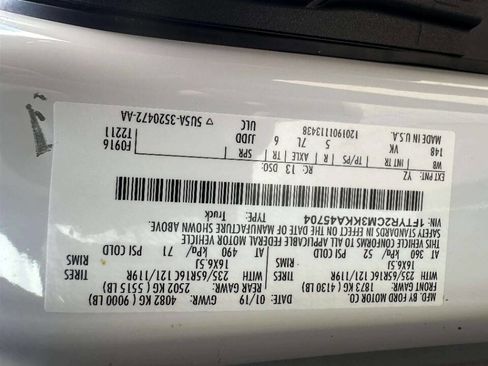 MFD. BY FORD MOTOR CO.
DATE: 01/19 GVWR: 4082 KG ( 9000 LB)
FRONT GAWR: 1873 KG ( 4130 LB) REAR GAWR: 2502 KG ( 5515 LB)
WITH 235/65R16C 121/119R TIRES WITH 235/65R16C 121/119R TIRES
16X6.5J RIMS 16X6.5J RIMS
AT 360 kPa/ 52 PSI COLD AT 490 kPa/ 71 PSI COLD
THIS VEHICLE CONFORMS TO ALL APPLICABLE FEDERAL MOTOR VEHICLE
SAFETY STANDARDS IN EFFECT ON THE DATE OF MANUFACTURE SHOWN ABOVE.
VIN: 1FTYR2CM3KKA45704 TYPE: Truck
EXT PNT: YZ RC: 13 DSO:
WB INT TR TP/PS R AXLE TR SPR F0916
148 VK 5 7L 6 JJDD T2211
ULC
MADE IN U.S.A. 1201901113438 5USA-3520472-AA